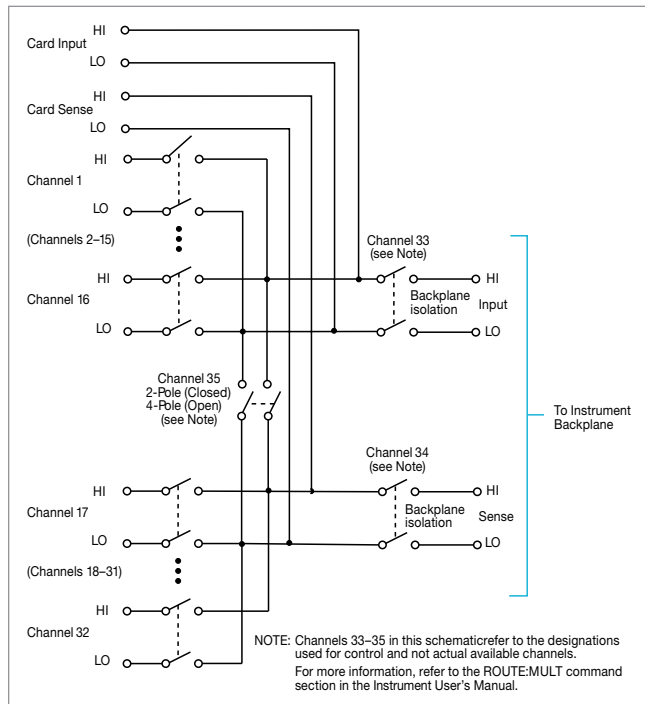 Card Input
HI
LO
Card Sense
HI
LO
Channel 1
HI
LO
(Channels 2–15)
Channel 16
HI
LO
Channel 33
(see Note)
Backplane
isolation
HI
Input
LO
Channel 35
2-Pole (Closed)
4-Pole (Open)
(see Note)
To Instrument
Backplane
Channel 34
(see Note)
Channel 17
HI
LO
Backplane
isolation
HI
Sense
LO
(Channels 18–31)
Channel 32
HI
LO
NOTE: Channels 33–35 in this schematicrefer to the designations
used for control and not actual available channels.
For more information, refer to the ROUTE:MULT command
section in the Instrument User's Manual.